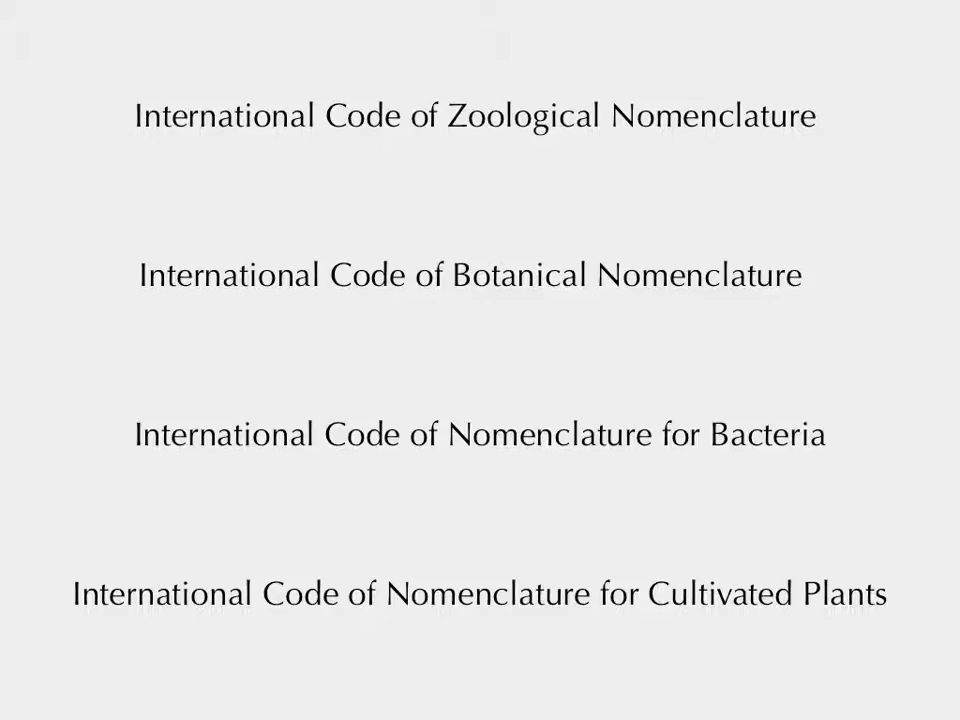 International Code of Zoological Nomenclature
International Code of Botanical Nomenclature
International Code of Nomenclature for Bacteria
International Code of Nomenclature for Cultivated Plants